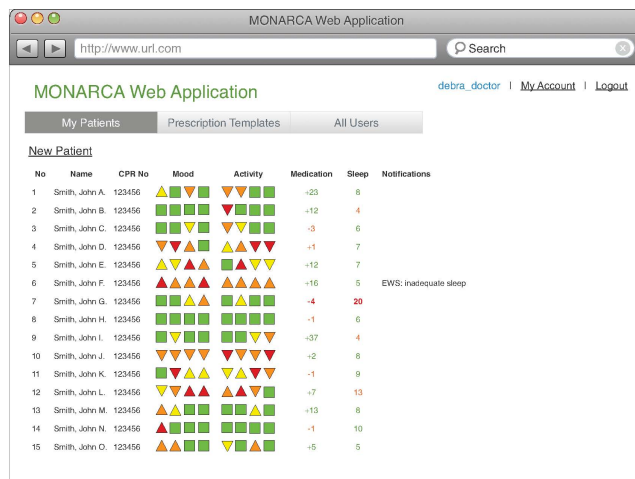 MONARCA Web Application
http://www.url.com
Search
debra_doctor | My Account | Logout
MONARCA Web Application
My Patients Prescription Templates All Users
New Patient
No Name CPR No Mood Activity Medication Sleep Notifications
1 Smith, John A. 123456 +23 8
2 Smith, John B. 123456 +12 4
3 Smith, John C. 123456 -3 6
4 Smith, John D. 123456 +1 7
5 Smith, John E. 123456 +12 7
6 Smith, John F. 123456 +16 5 EWS: inadequate sleep
7 Smith, John G. 123456 -4 20
8 Smith, John H. 123456 -1 6
9 Smith, John I. 123456 +37 4
10 Smith, John J. 123456 +2 8
11 Smith, John K. 123456 -1 9
12 Smith, John L. 123456 +7 13
13 Smith, John M. 123456 +13 8
14 Smith, John N. 123456 -1 10
15 Smith, John O. 123456 +5 5